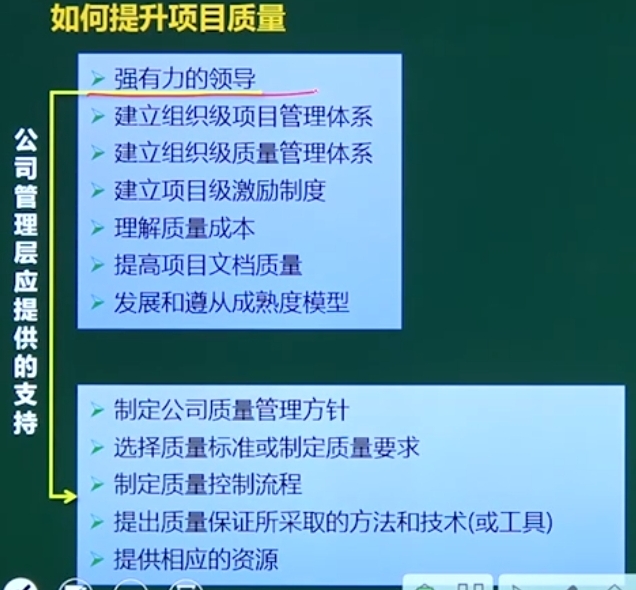 如何提升项目质量
强有力的领导
建立组织级项目管理体系
建立组织级质量管理体系
建立项目级激励制度
理解质量成本
提高项目文档质量
发展和遵从成熟度模型
公司管理层应提供的支持
制定公司质量管理方针
选择质量标准或制定质量要求
制定质量控制流程
提出质量保证所采取的方法和技术(或工具)
提供相应的资源